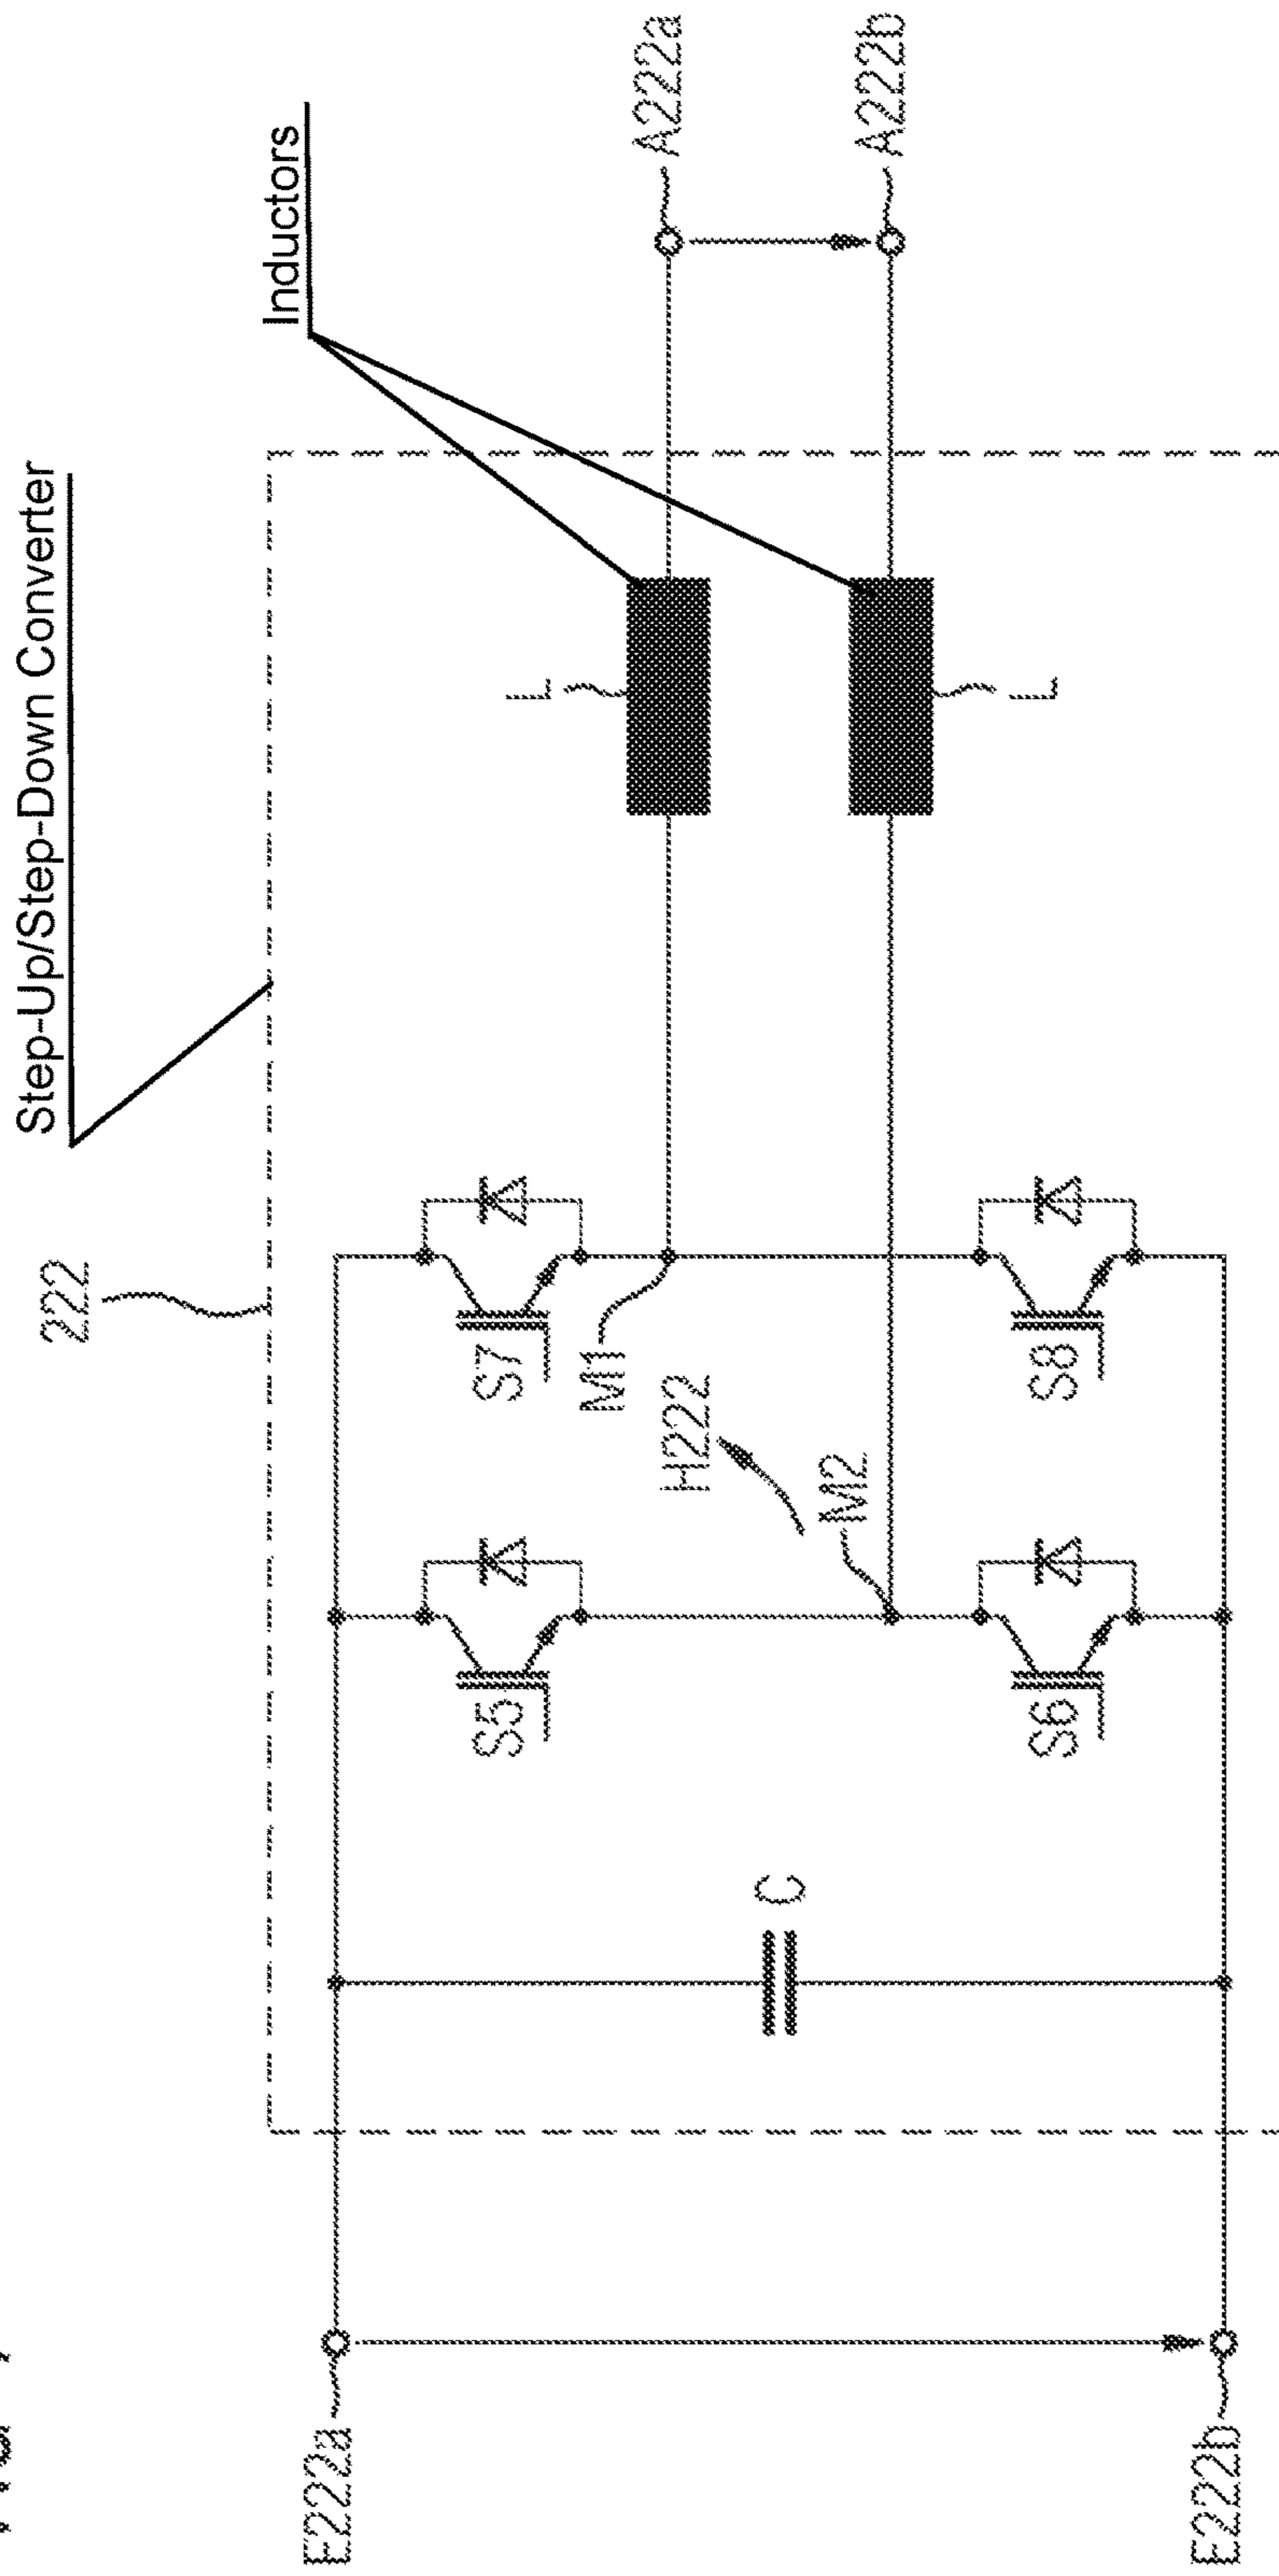 Step-Up/Step-Down Converter
222
Inductors
E222a
S5
S7
L
M1
A222a
H222
C
M2
A222b
S6
S8
L
E222b